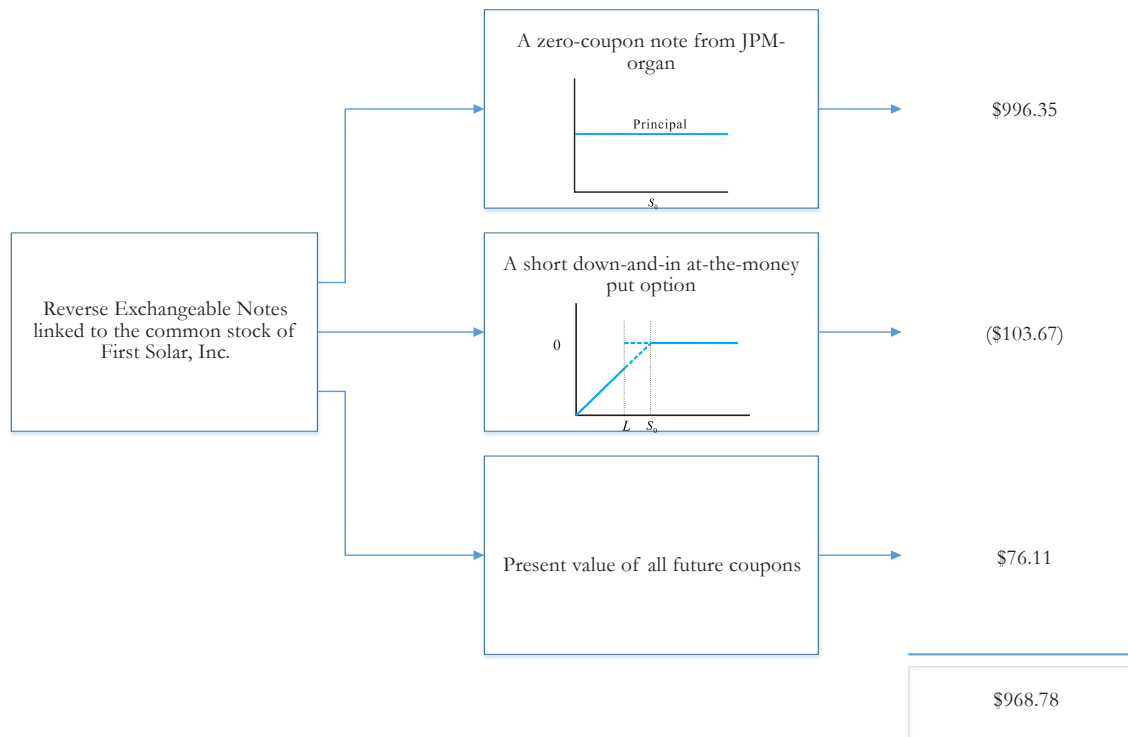 A zero-coupon note from JPM-
organ
Principal
S₀
$996.35
Reverse Exchangeable Notes
linked to the common stock of
First Solar, Inc.
A short down-and-in at-the-money
put option
0
L S₀
($103.67)
Present value of all future coupons
$76.11
$968.78